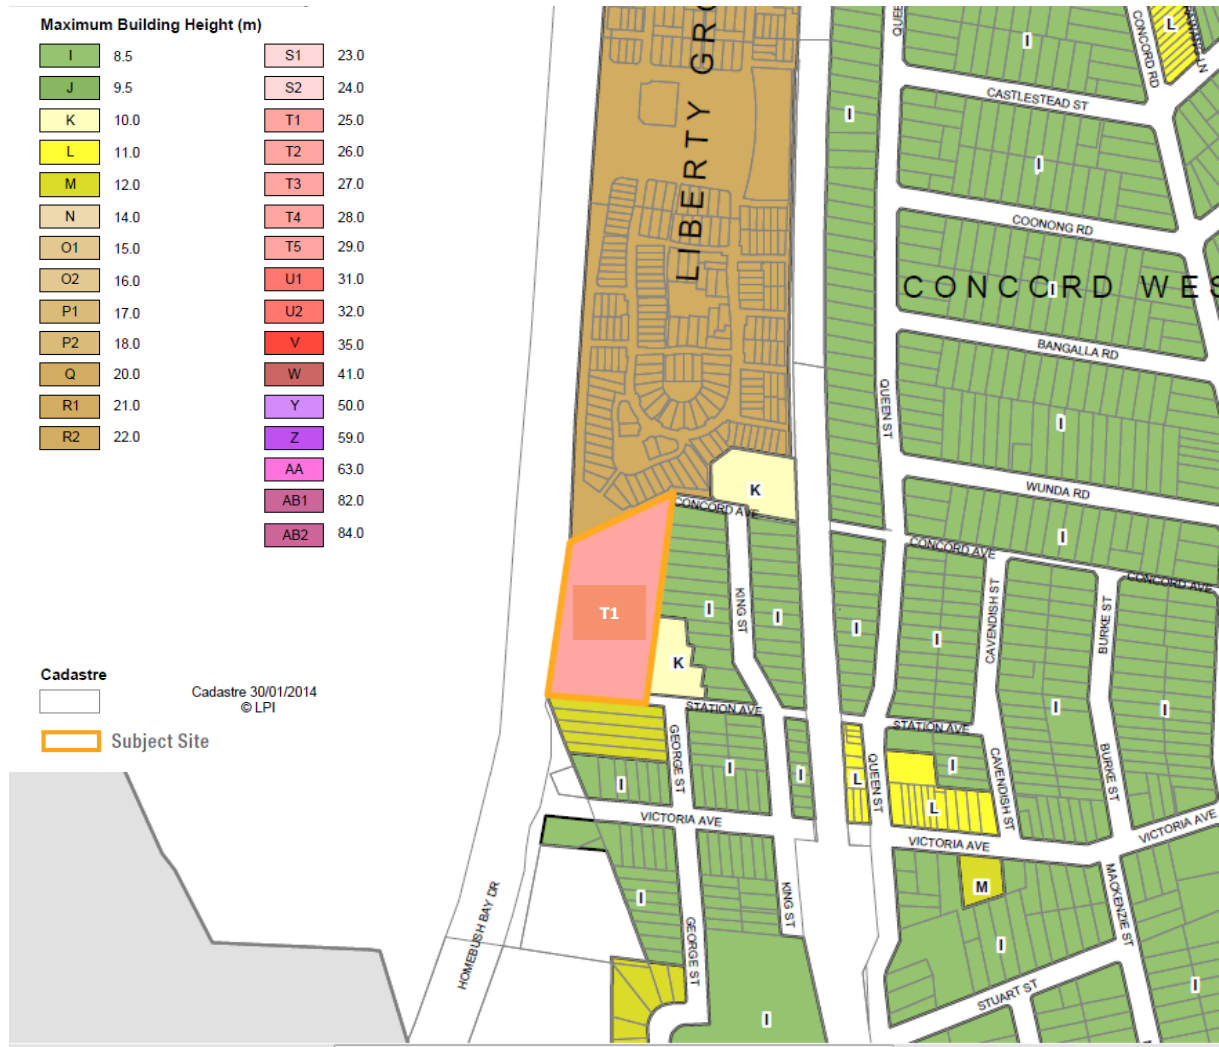 Maximum Building Height (m)
I 8.5
J 9.5
K 10.0
L 11.0
M 12.0
N 14.0
O1 15.0
O2 16.0
P1 17.0
P2 18.0
Q 20.0
R1 21.0
R2 22.0
S1 23.0
S2 24.0
T1 25.0
T2 26.0
T3 27.0
T4 28.0
T5 29.0
U1 31.0
U2 32.0
V 35.0
W 41.0
Y 50.0
Z 59.0
AA 63.0
AB1 82.0
AB2 84.0
Cadastre
Cadastre 30/01/2014
© LPI
Subject Site
LIBERTY GRO
QUEE
CONCORD RD
L
LN
I
CASTLESTEAD ST
I
I
COONONG RD
CONCORD WES
I
BANGALLA RD
QUEEN ST
I
WUNDA RD
K
CONCORD AVE
I
CONCORD AVE
CONCORD AVE
T1
I
KING ST
I
I
I
CAVENDISH ST
BURKE ST
K
STATION AVE
I
I
STATION AVE
GEORGE ST
I
I
I
L
QUEEN ST
I
L
CAVENDISH ST
BURKE ST
VICTORIA AVE
VICTORIA AVE
VICTORIA AVE
M
MACKENZIE ST
I
KING ST
GEORGE ST
I
HOMEBUSH BAY DR
STUART ST
I
I